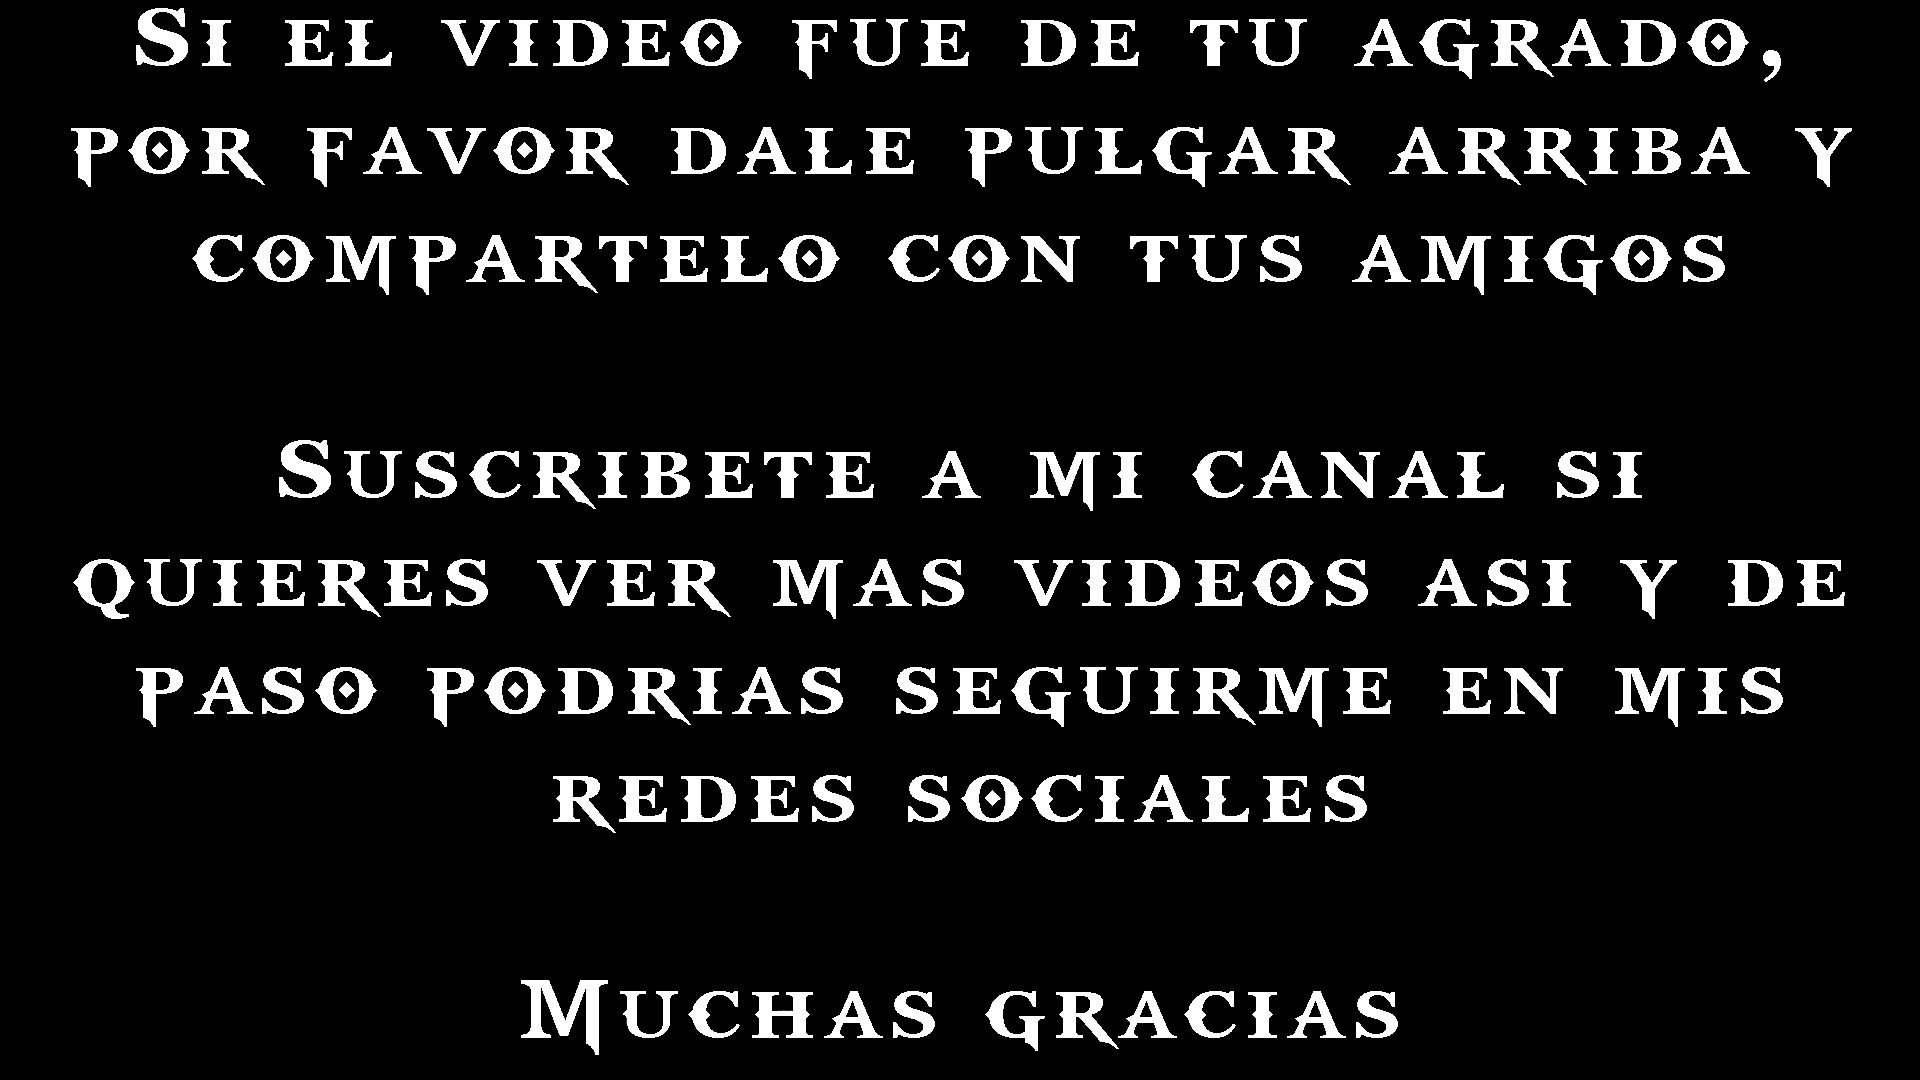 Si el video fue de tu agrado,
por favor dale pulgar arriba y
compartelo con tus amigos
Suscribete a mi canal si
quieres ver mas videos asi y de
paso podrias seguirme en mis
redes sociales
Muchas gracias